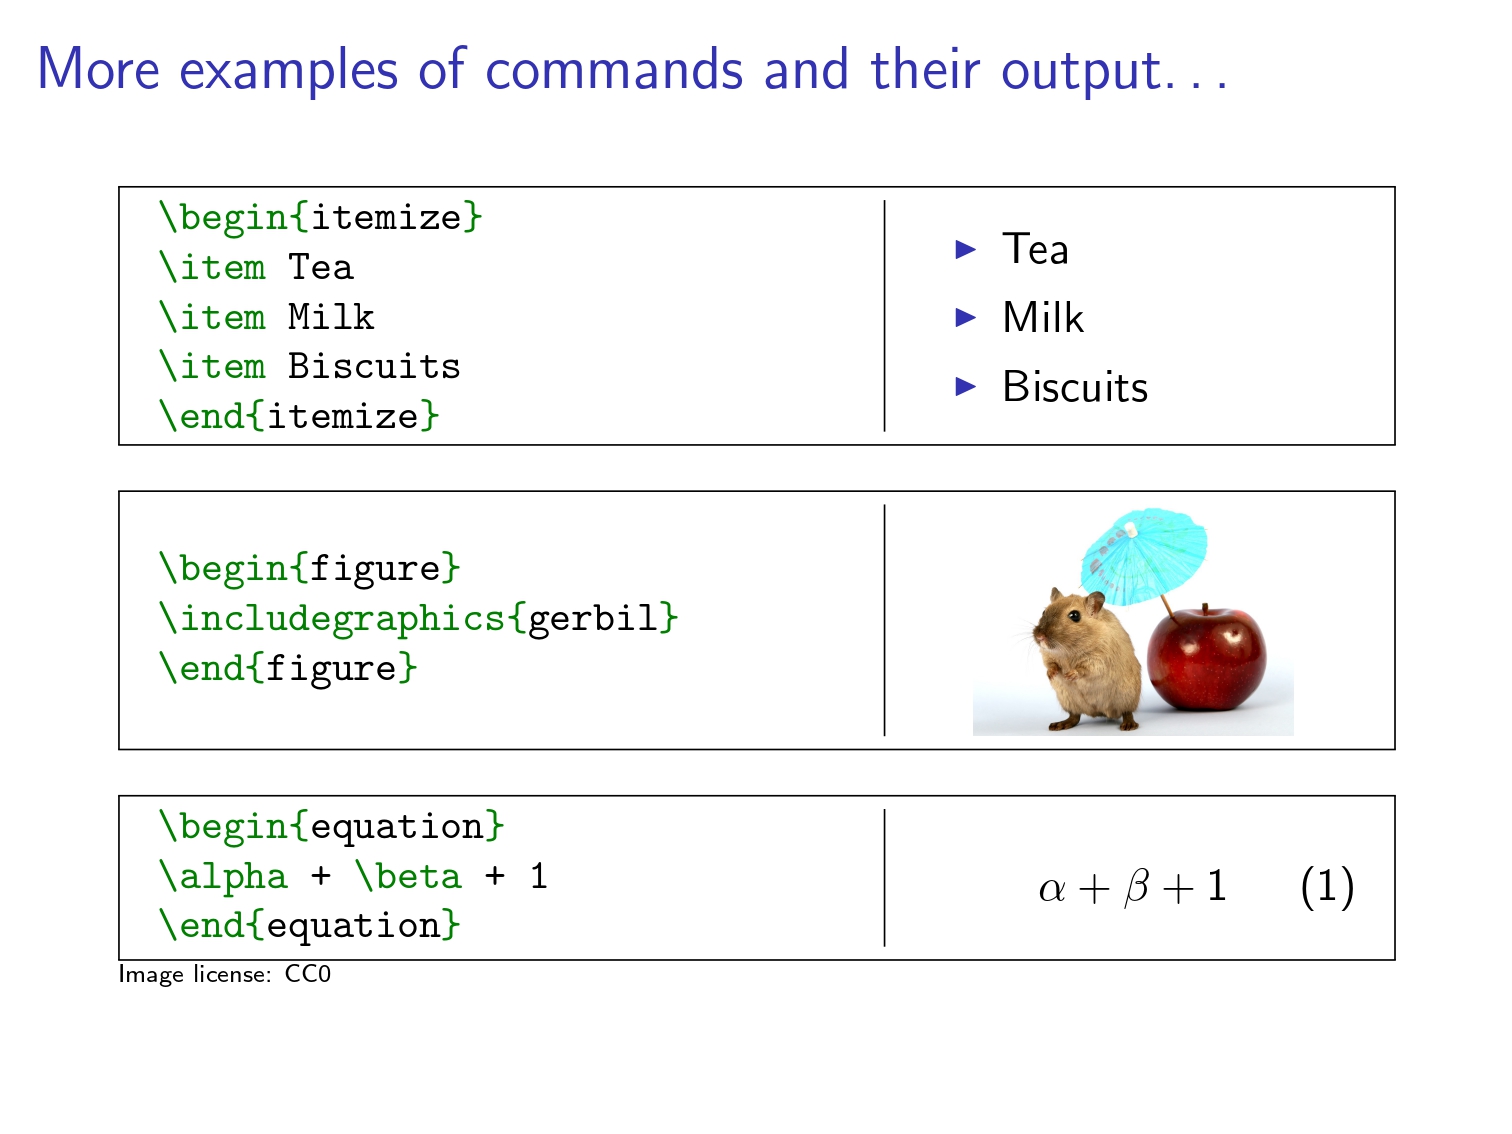 More examples of commands and their output. . .
\begin{itemize}
\item Tea
\item Milk
\item Biscuits
\end{itemize}
▶ Tea
▶ Milk
▶ Biscuits
\begin{figure}
\includegraphics{gerbil}
\end{figure}
\begin{equation}
\alpha + \beta + 1
\end{equation}
α + β + 1 (1)
Image license: CC0